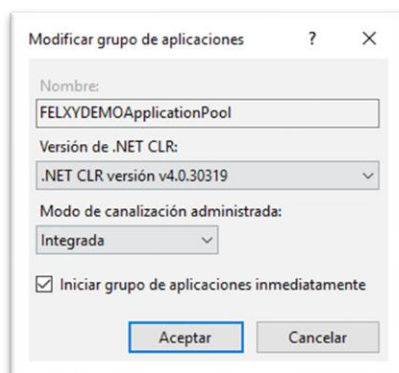 Modificar grupo de aplicaciones ? ×
Nombre:
FELXYDEMOApplicationPool
Versión de .NET CLR:
.NET CLR versión v4.0.30319
Modo de canalización administrada:
Integrada
Iniciar grupo de aplicaciones inmediatamente
Aceptar Cancelar